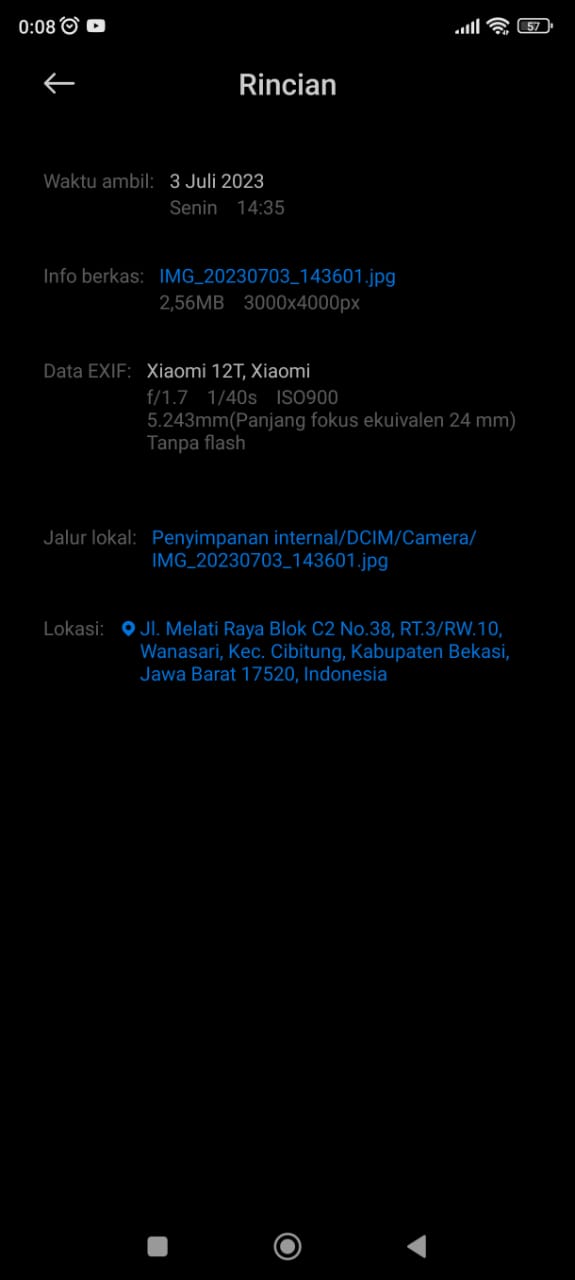 0:08 57
Rincian
Waktu ambil: 3 Juli 2023
Senin 14:35
Info berkas: IMG_20230703_143601.jpg
2,56MB 3000x4000px
Data EXIF: Xiaomi 12T, Xiaomi
f/1.7 1/40s ISO900
5.243mm(Panjang fokus ekuivalen 24 mm)
Tanpa flash
Jalur lokal: Penyimpanan internal/DCIM/Camera/
IMG_20230703_143601.jpg
Lokasi: Jl. Melati Raya Blok C2 No.38, RT.3/RW.10,
Wanasari, Kec. Cibitung, Kabupaten Bekasi,
Jawa Barat 17520, Indonesia